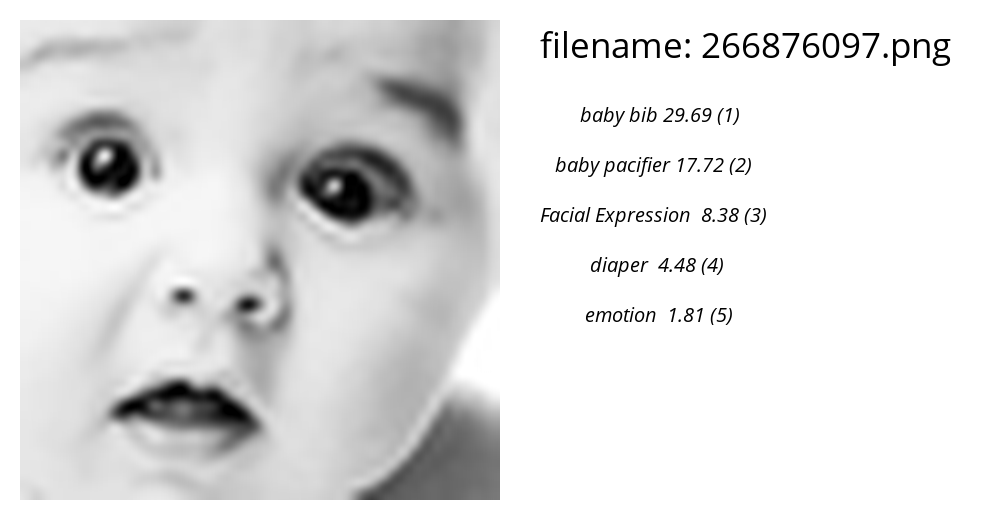 filename: 266876097.png
baby bib 29.69 (1)
baby pacifier 17.72 (2)
Facial Expression 8.38 (3)
diaper 4.48 (4)
emotion 1.81 (5)